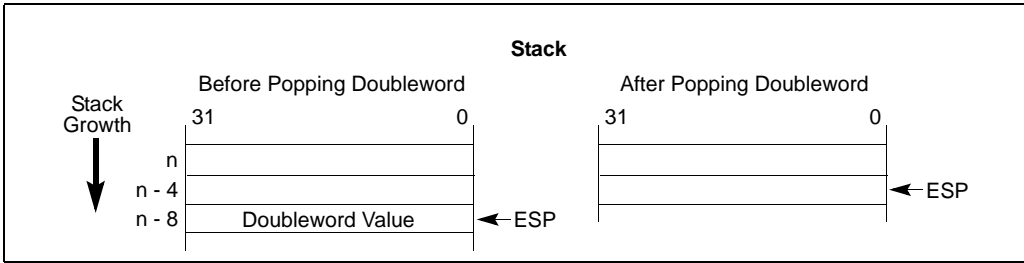 Stack
Before Popping Doubleword
After Popping Doubleword
Stack
Growth
31 0
31 0
n
n - 4
ESP
n - 8 Doubleword Value ESP